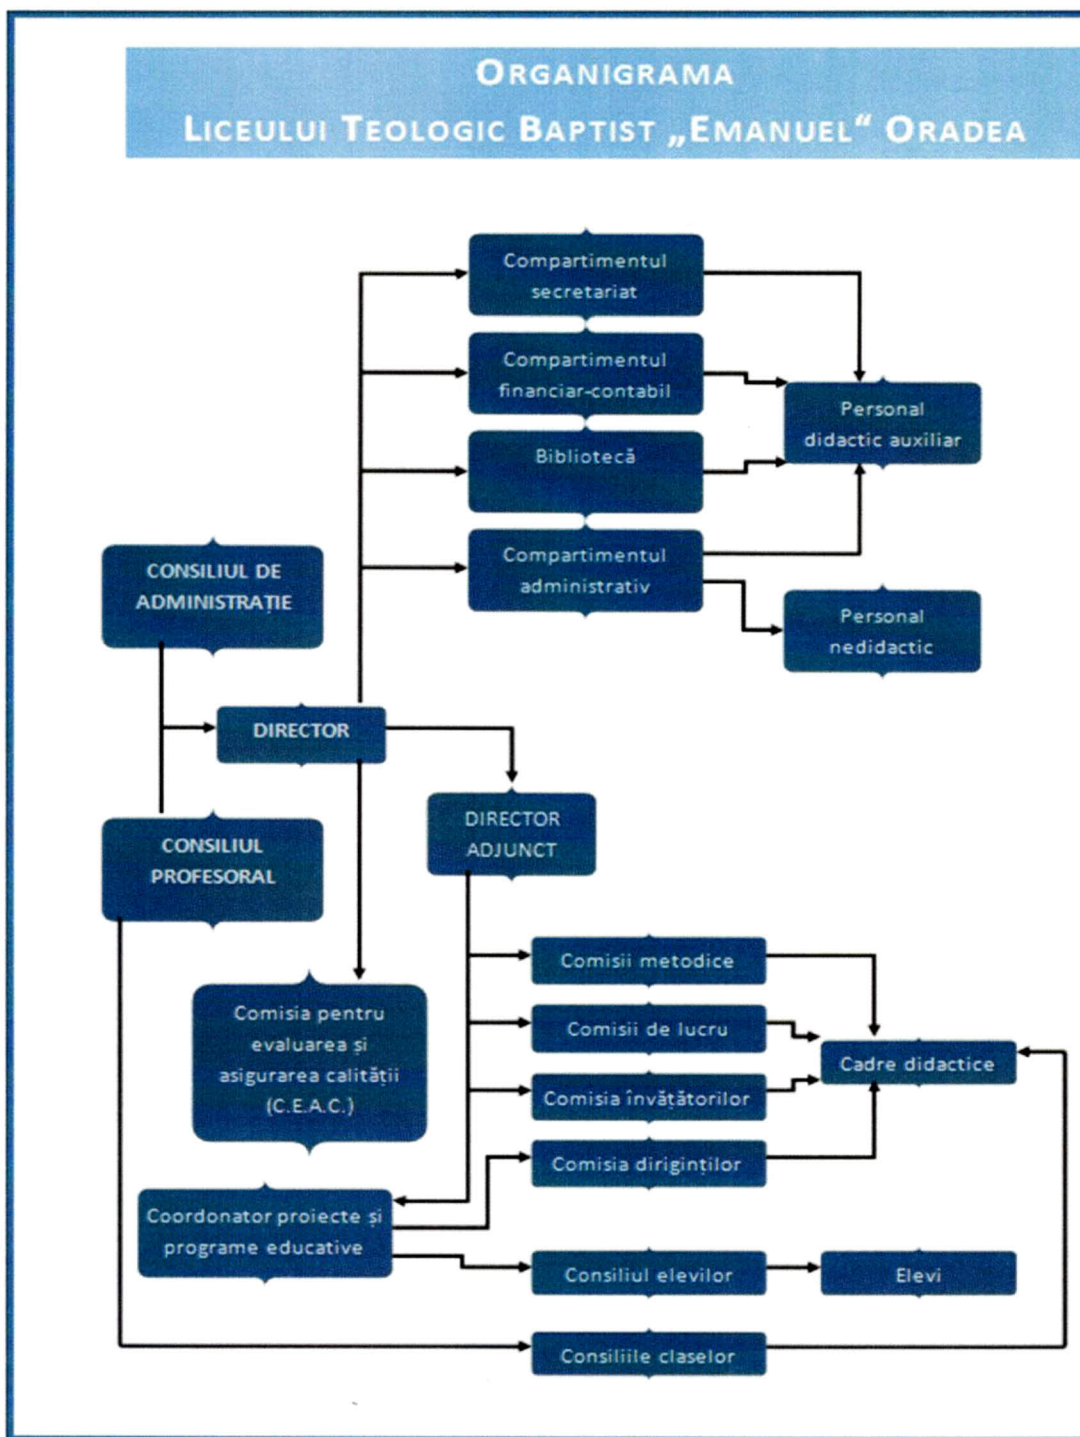 ORGANIGRAMA
LICEULUI TEOLOGIC BAPTIST „EMANUEL“ ORADEA
Compartimentul
secretariat
Compartimentul
financiar-contabil
Personal
didactic auxiliar
Bibliotecă
Compartimentul
administrativ
CONSILIUL DE
ADMINISTRAȚIE
Personal
nedidactic
DIRECTOR
DIRECTOR
ADJUNCT
CONSILIUL
PROFESORAL
Comisii metodice
Comisia pentru
evaluarea și
asigurarea calității
(C.E.A.C.)
Comisii de lucru
Cadre didactice
Comisia învățătorilor
Comisia diriginților
Coordonator proiecte și
programe educative
Consiliul elevilor
Elevi
Consiliile claselor